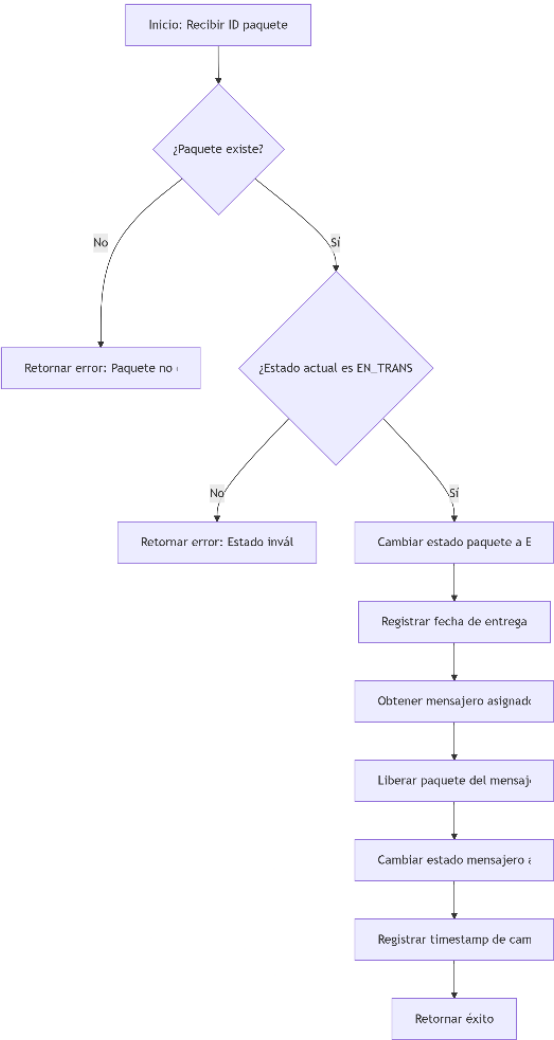 Inicio: Recibir ID paquete
¿Paquete existe?
No
Sí
Retornar error: Paquete no
¿Estado actual es EN_TRANS
No
Sí
Retornar error: Estado invál
Cambiar estado paquete a E
Registrar fecha de entrega
Obtener mensajero asignado
Liberar paquete del mensaj
Cambiar estado mensajero a
Registrar timestamp de cam
Retornar éxito